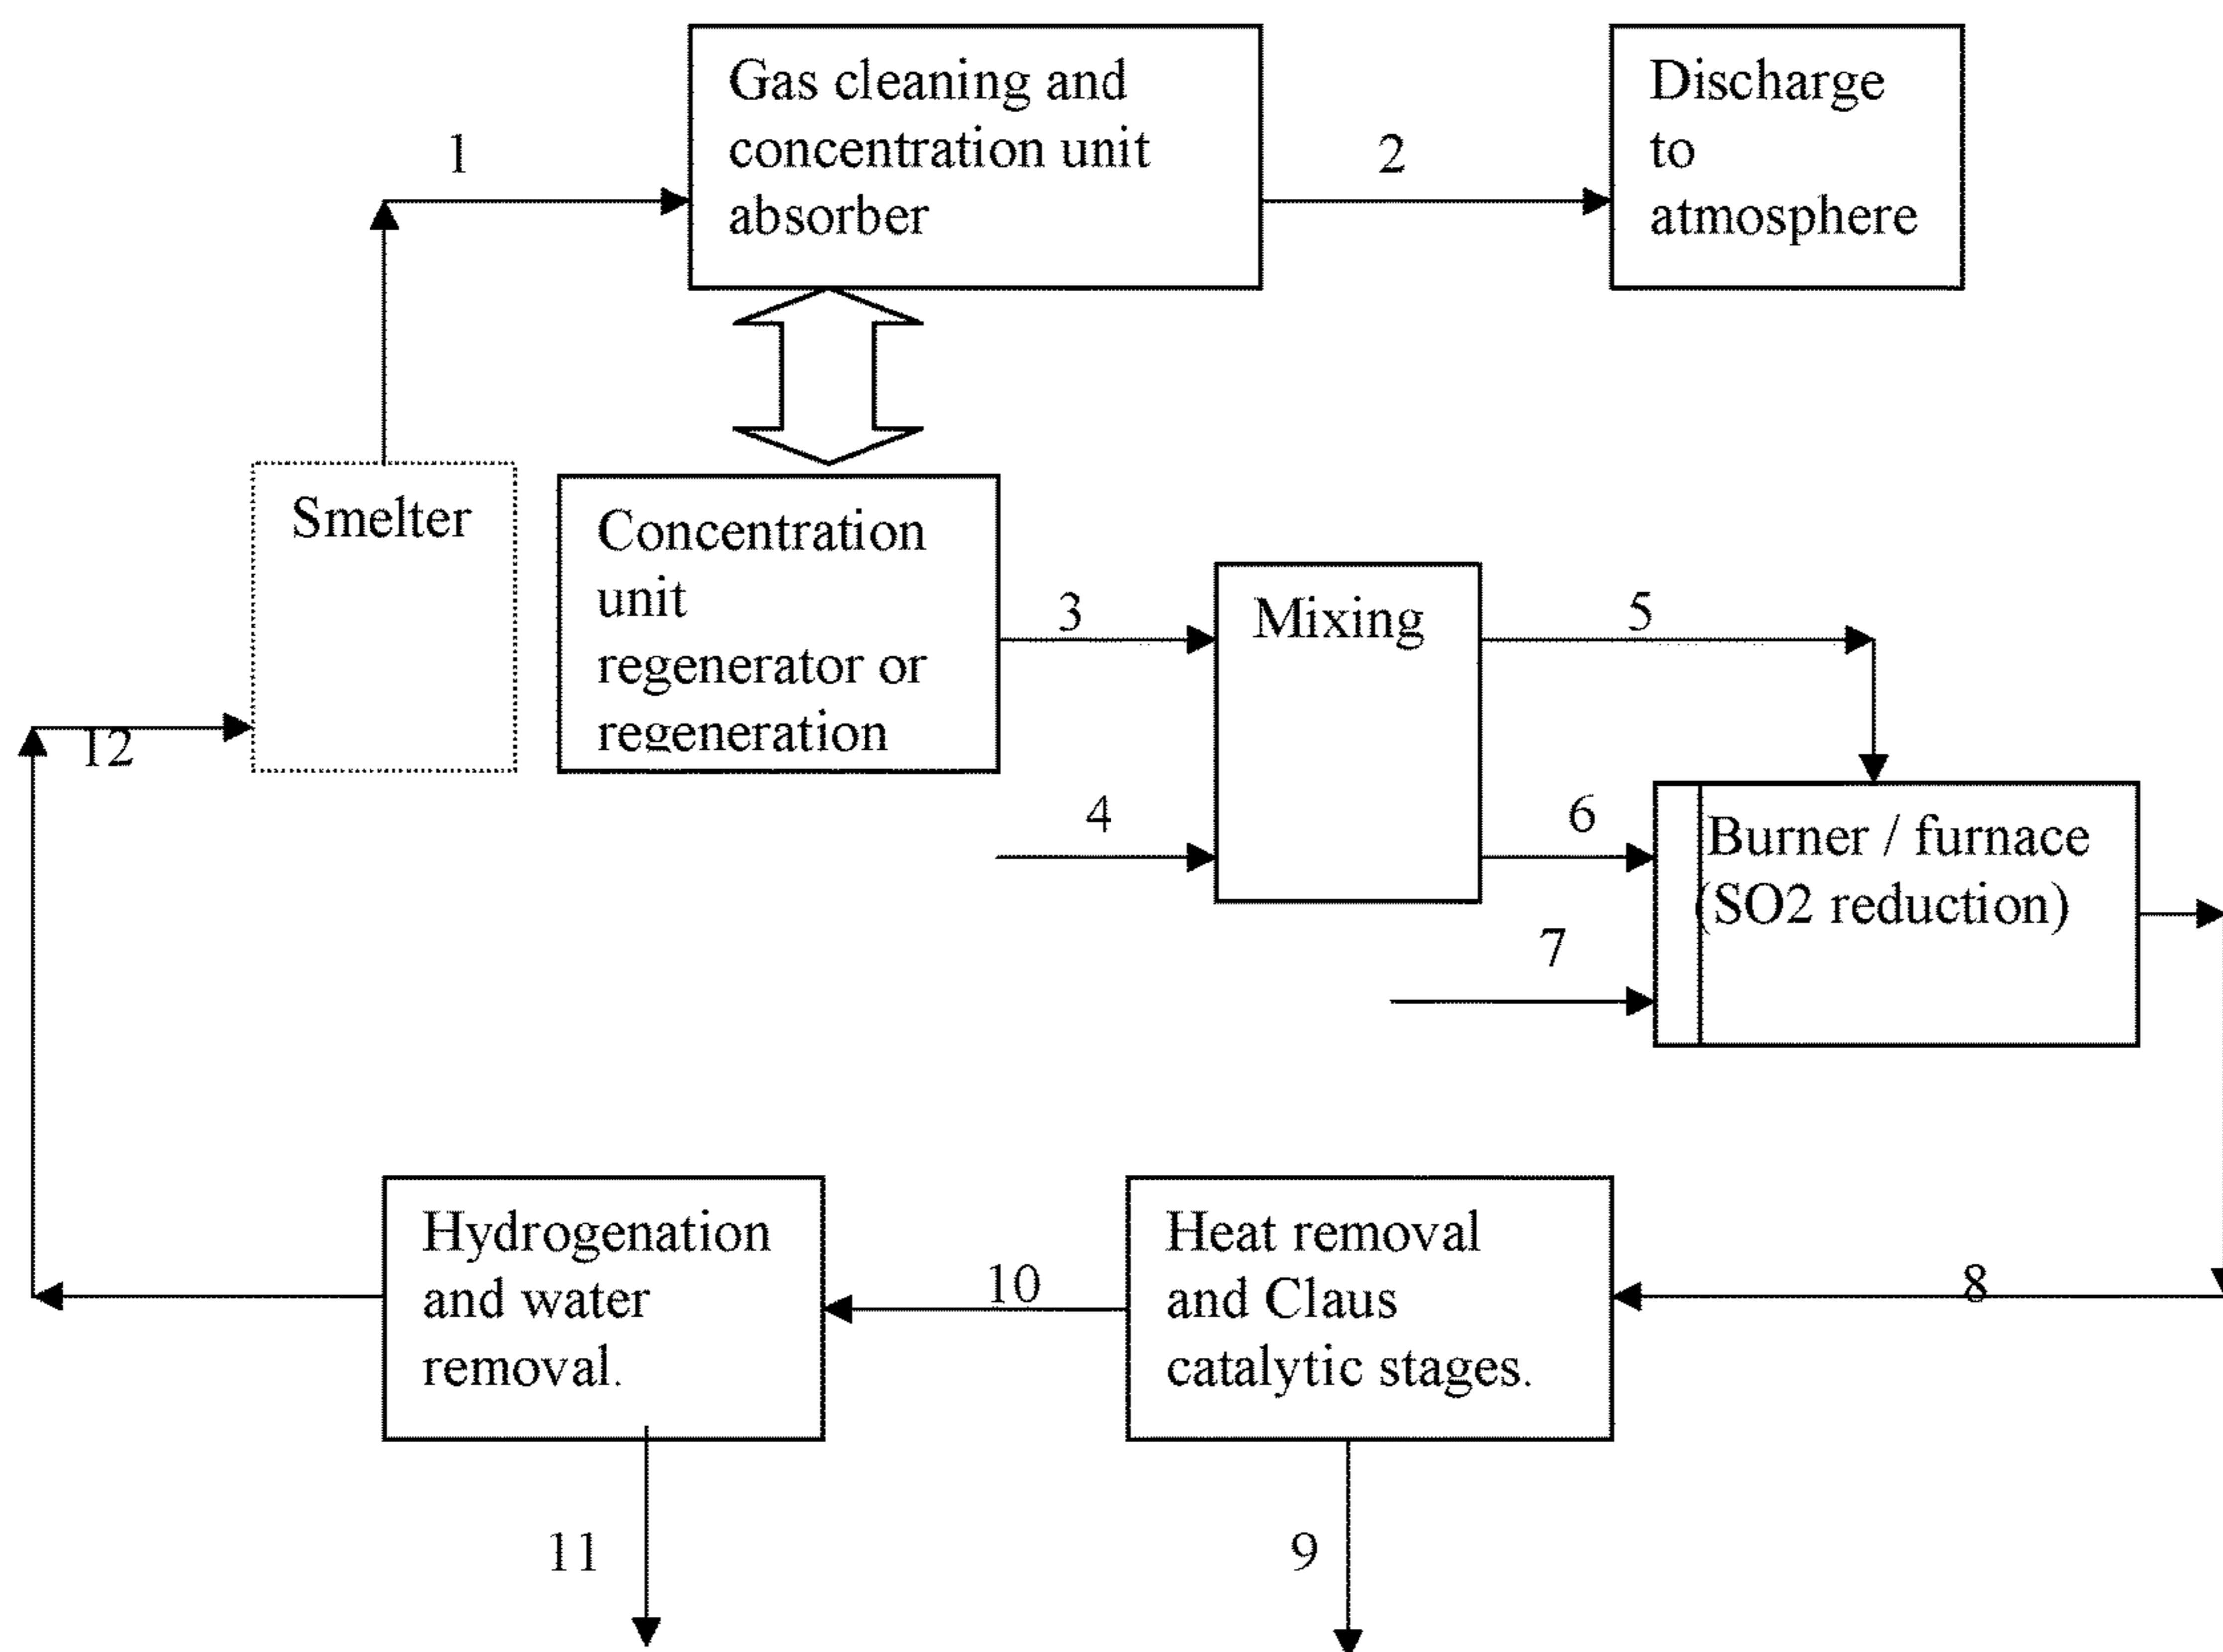 Gas cleaning and
concentration unit
absorber
Discharge
to
atmosphere
1
2
Smelter
Concentration
unit
regenerator or
regeneration
3
Mixing
5
12
4
6
Burner / furnace
(SO2 reduction)
7
Hydrogenation
and water
removal.
10
Heat removal
and Claus
catalytic stages.
8
11
9